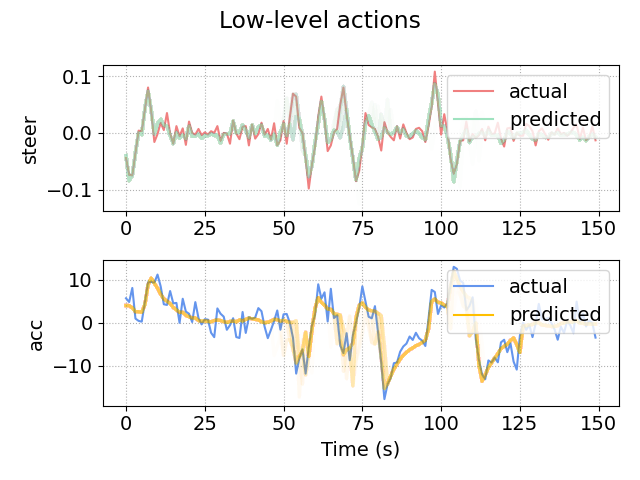 Low-level actions
0.1
0.0
−0.1
steer
actual
predicted
0 25 50 75 100 125 150
10
0
−10
acc
actual
predicted
0 25 50 75 100 125 150
Time (s)